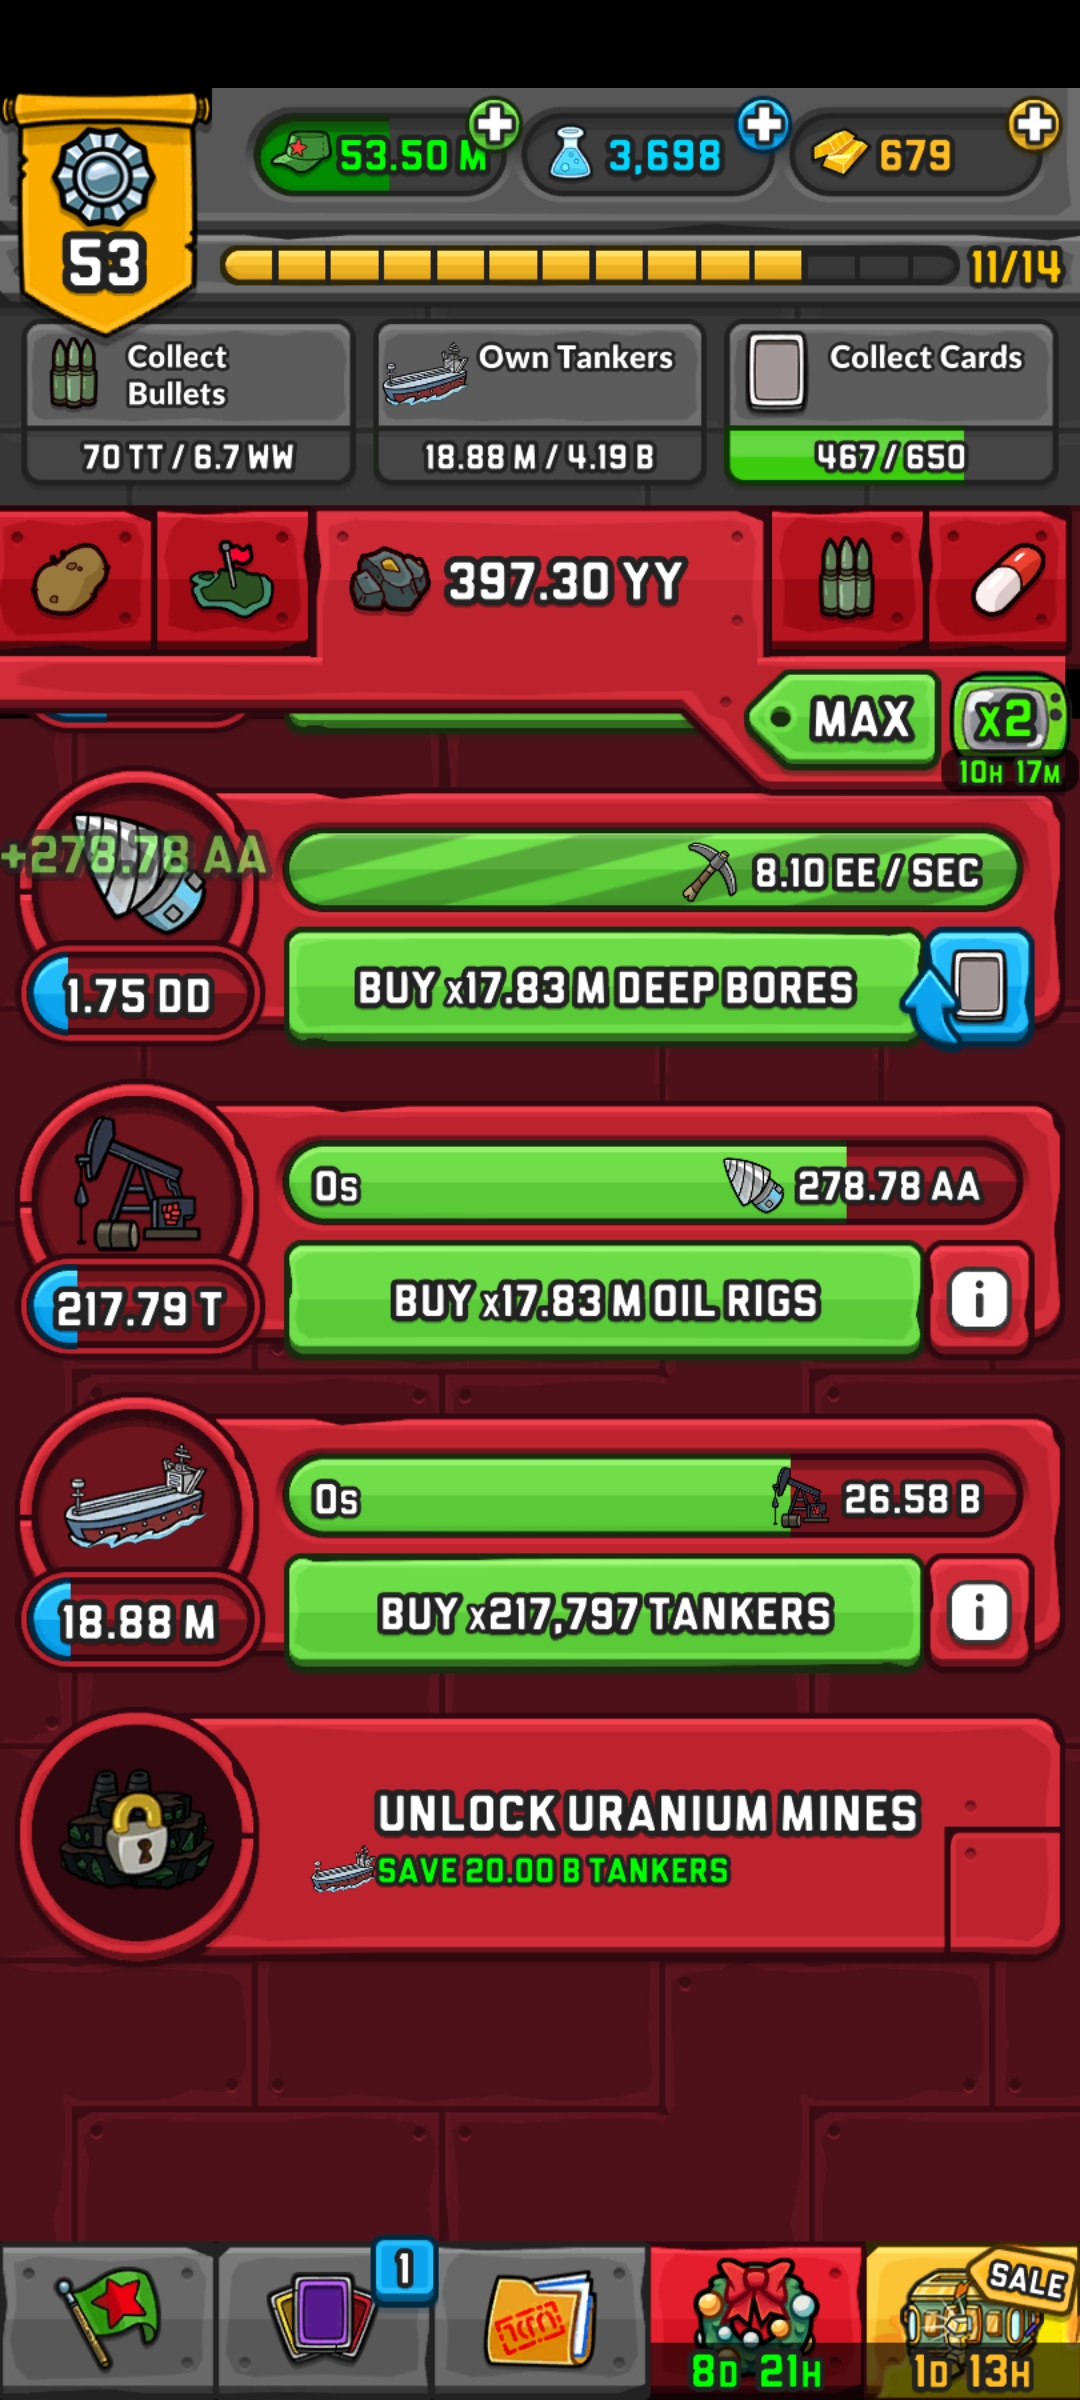 53.50 M
3,698
679
53
11/14
Collect
Bullets
70 TT / 6.7 WW
Own Tankers
18.88 M / 4.19 B
Collect Cards
467 / 650
397.30 YY
MAX
x2
10H 17M
+278.78 AA
8.10 EE / SEC
1.75 DD
BUY x17.83 M DEEP BORES
0s
278.78 AA
217.79 T
BUY x17.83 M OIL RIGS
i
0s
26.58 B
18.88 M
BUY x217,797 TANKERS
i
UNLOCK URANIUM MINES
SAVE 20.00 B TANKERS
1
SALE
8D 21H
1D 13H